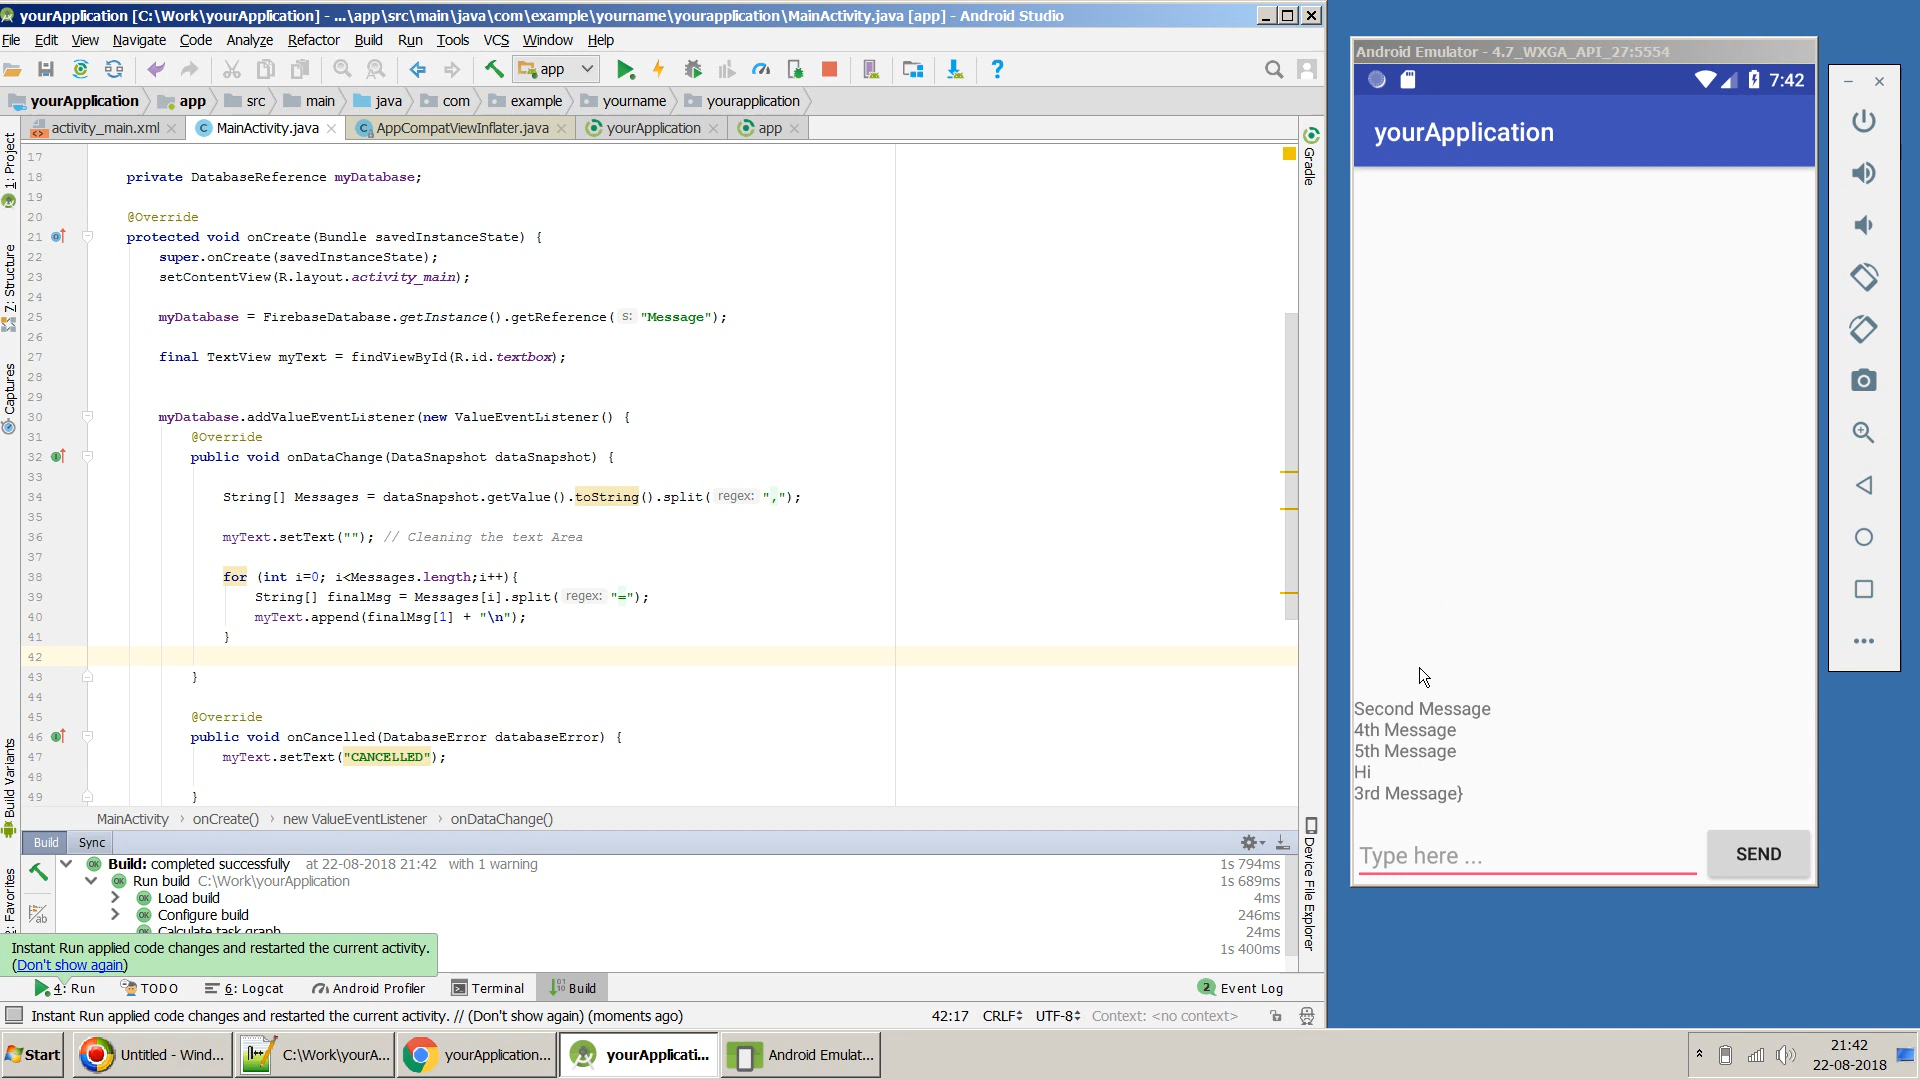 yourApplication [C:\Work\yourApplication] - ...\app\src\main\java\com\example\yourname\yourapplication\MainActivity.java [app] - Android Studio
File Edit View Navigate Code Analyze Refactor Build Run Tools VCS Window Help
app
yourApplication app src main java com example yourname yourapplication
activity_main.xml MainActivity.java AppCompatViewInflater.java yourApplication app
1: Project
Z: Structure
Captures
Build Variants
2: Favorites
17
18 private DatabaseReference myDatabase;
19
20 @Override
21 protected void onCreate(Bundle savedInstanceState) {
22 super.onCreate(savedInstanceState);
23 setContentView(R.layout.activity_main);
24
25 myDatabase = FirebaseDatabase.getInstance().getReference( s: "Message");
26
27 final TextView myText = findViewById(R.id.textbox);
28
29
30 myDatabase.addValueEventListener(new ValueEventListener() {
31 @Override
32 public void onDataChange(DataSnapshot dataSnapshot) {
33
34 String[] Messages = dataSnapshot.getValue().toString().split( regex: ",");
35
36 myText.setText(""); // Cleaning the text Area
37
38 for (int i=0; i<Messages.length;i++){
39 String[] finalMsg = Messages[i].split( regex: "=");
40 myText.append(finalMsg[1] + "\n");
41 }
42
43 }
44
45 @Override
46 public void onCancelled(DatabaseError databaseError) {
47 myText.setText("CANCELLED");
48
49 }
MainActivity › onCreate() › new ValueEventListener › onDataChange()
Gradle
Device File Explorer
Build Sync
Build: completed successfully at 22-08-2018 21:42 with 1 warning 1s 794ms
Run build C:\Work\yourApplication 1s 689ms
Load build 4ms
Configure build 246ms
Calculate task graph 24ms
1s 400ms
Instant Run applied code changes and restarted the current activity.
(Don't show again)
4: Run TODO 6: Logcat Android Profiler Terminal Build 2 Event Log
Instant Run applied code changes and restarted the current activity. // (Don't show again) (moments ago) 42:17 CRLF UTF-8 Context: <no context>
Android Emulator - 4.7_WXGA_API_27:5554
7:42
yourApplication
Second Message
4th Message
5th Message
Hi
3rd Message}
Type here ... SEND
Start Untitled - Wind... C:\Work\yourA... yourApplication... yourApplicati... Android Emulat... 21:42
22-08-2018